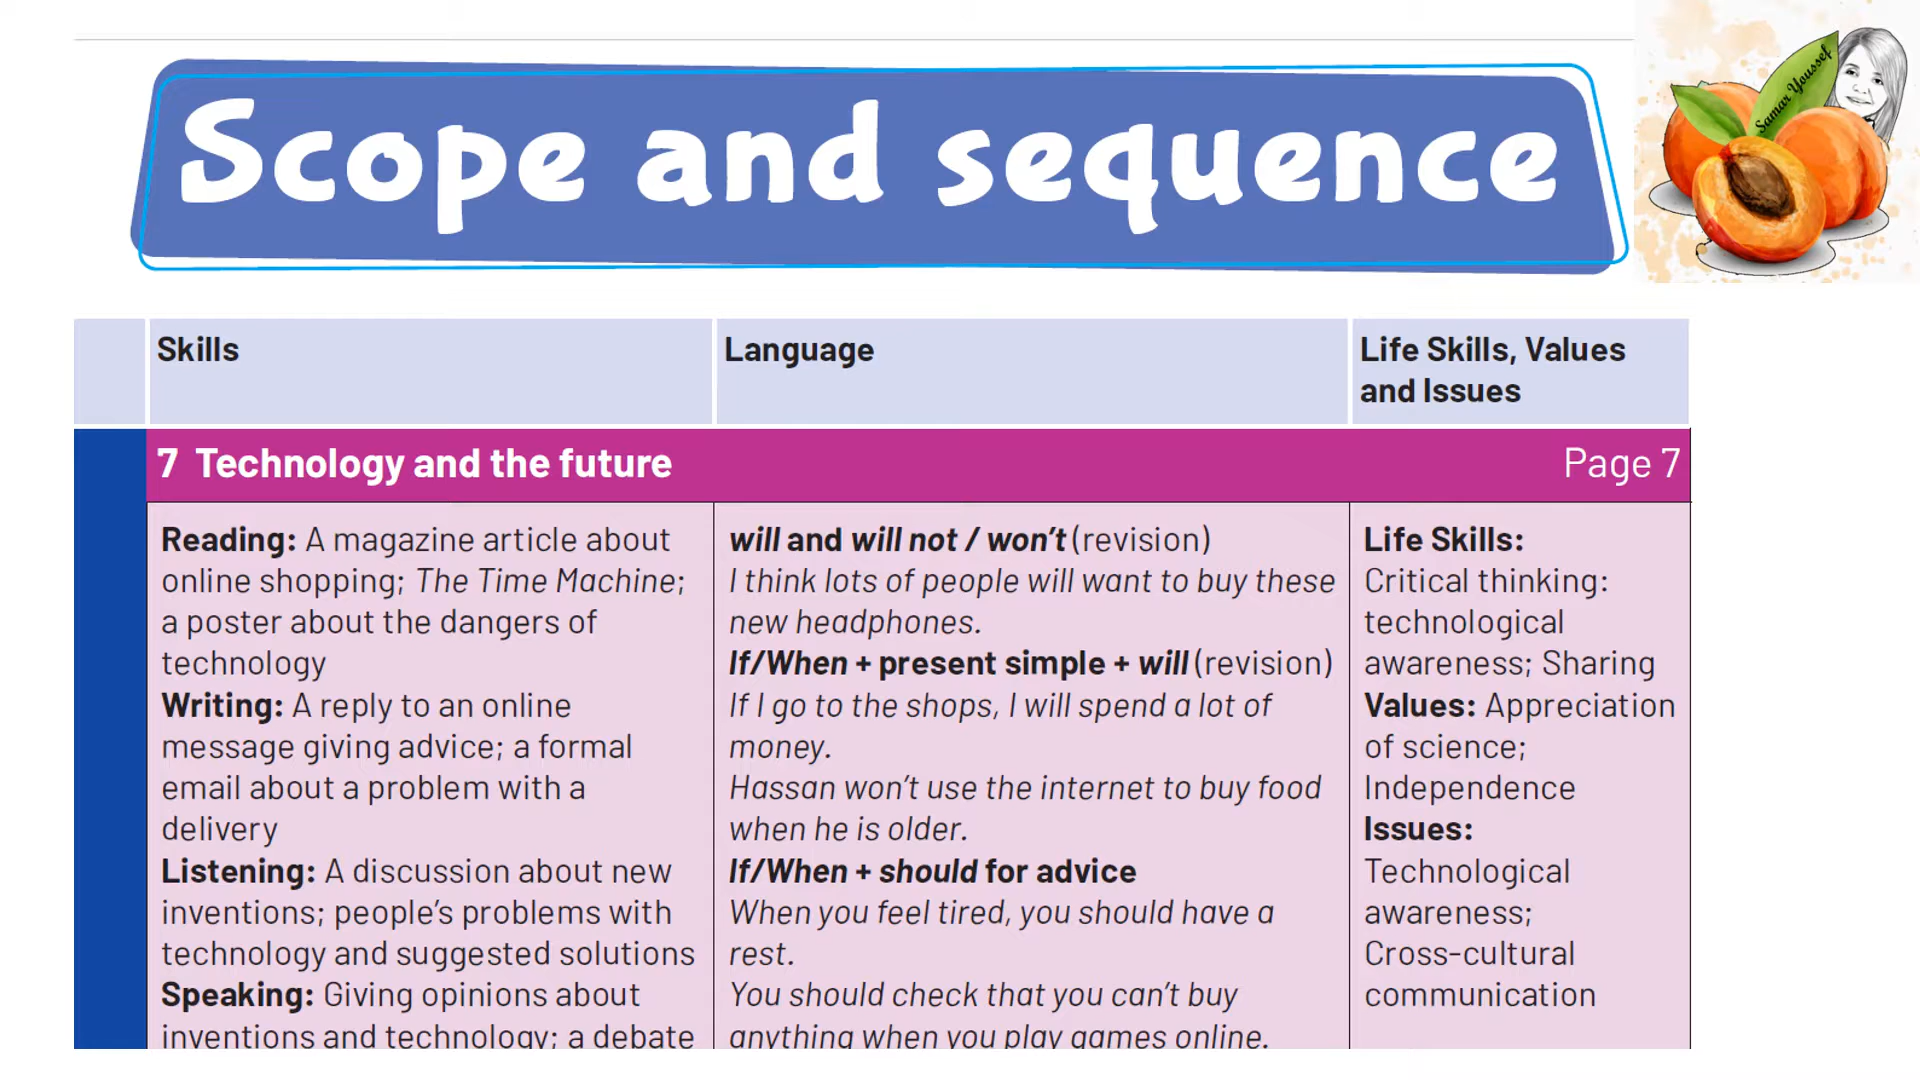 Scope and sequence
Samar Youssef
Skills
Language
Life Skills, Values
and Issues
7 Technology and the future
Page 7
Reading: A magazine article about
online shopping; The Time Machine;
a poster about the dangers of
technology
Writing: A reply to an online
message giving advice; a formal
email about a problem with a
delivery
Listening: A discussion about new
inventions; people’s problems with
technology and suggested solutions
Speaking: Giving opinions about
inventions and technology; a debate
will and will not / won’t (revision)
I think lots of people will want to buy these
new headphones.
If/When + present simple + will (revision)
If I go to the shops, I will spend a lot of
money.
Hassan won’t use the internet to buy food
when he is older.
If/When + should for advice
When you feel tired, you should have a
rest.
You should check that you can’t buy
anything when you play games online.
Life Skills:
Critical thinking:
technological
awareness; Sharing
Values: Appreciation
of science;
Independence
Issues:
Technological
awareness;
Cross-cultural
communication